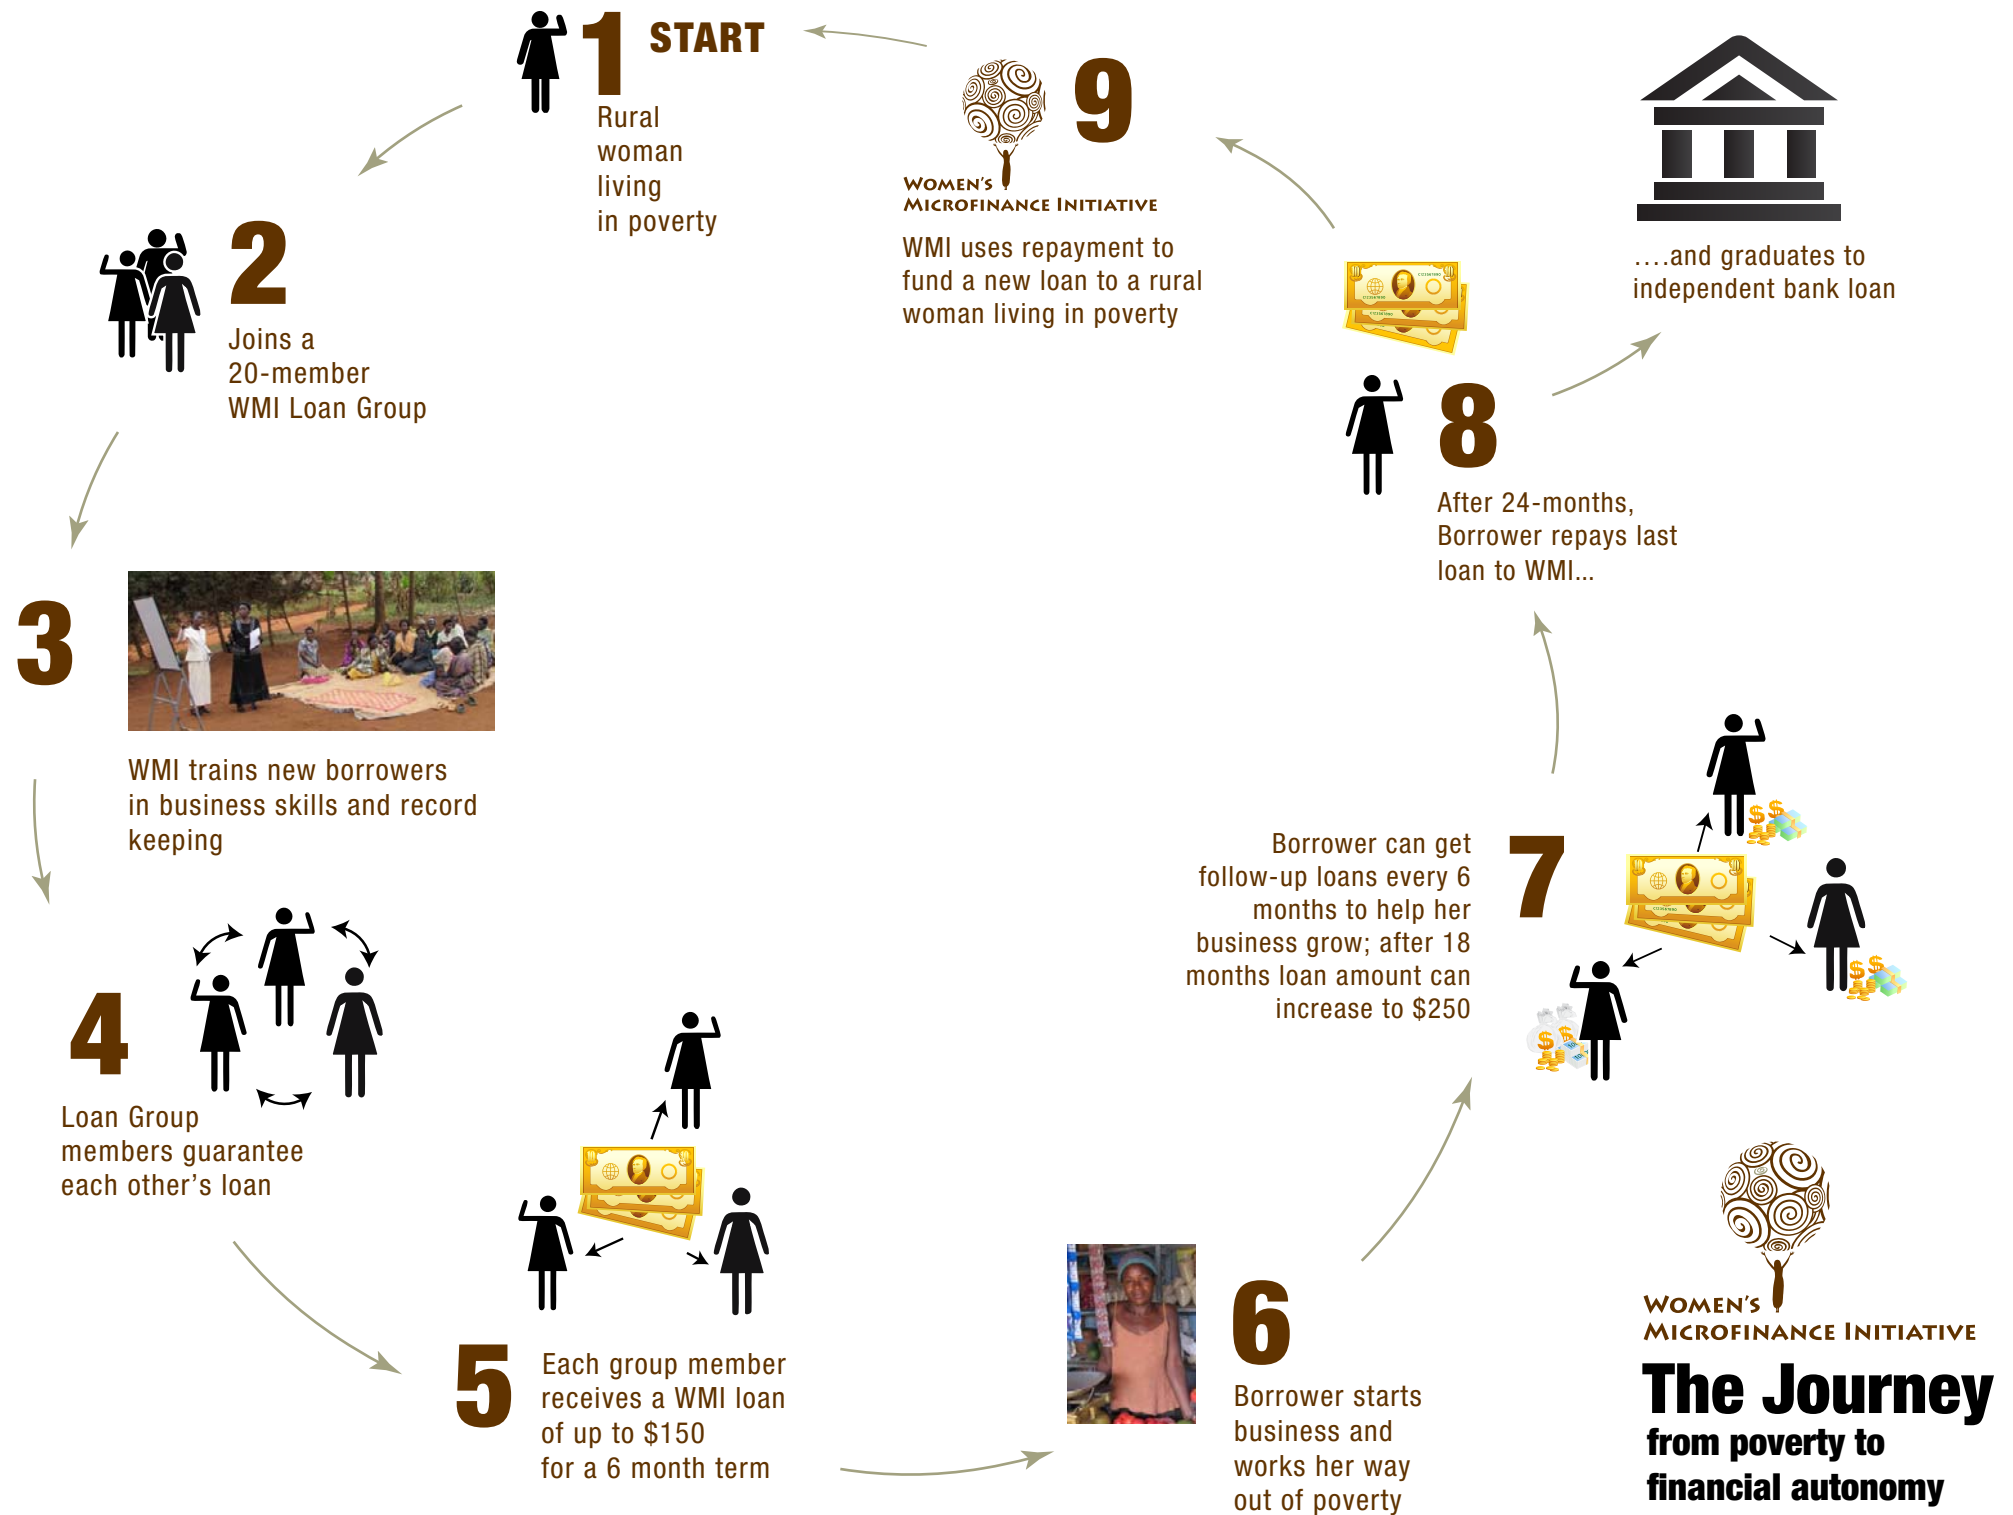 1 START
Rural
woman
living
in poverty
2
Joins a
20-member
WMI Loan Group
3
WMI trains new borrowers
in business skills and record
keeping
4
Loan Group
members guarantee
each other’s loan
5
Each group member
receives a WMI loan
of up to $150
for a 6 month term
6
Borrower starts
business and
works her way
out of poverty
7
Borrower can get
follow-up loans every 6
months to help her
business grow; after 18
months loan amount can
increase to $250
8
After 24-months,
Borrower repays last
loan to WMI...
....and graduates to
independent bank loan
9
WOMEN’S
MICROFINANCE INITIATIVE
WMI uses repayment to
fund a new loan to a rural
woman living in poverty
WOMEN’S
MICROFINANCE INITIATIVE
The Journey
from poverty to
financial autonomy